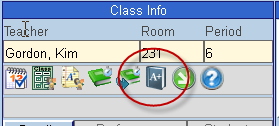 Class Info
Teacher Room Period
Gordon, Kim 231 6
A+